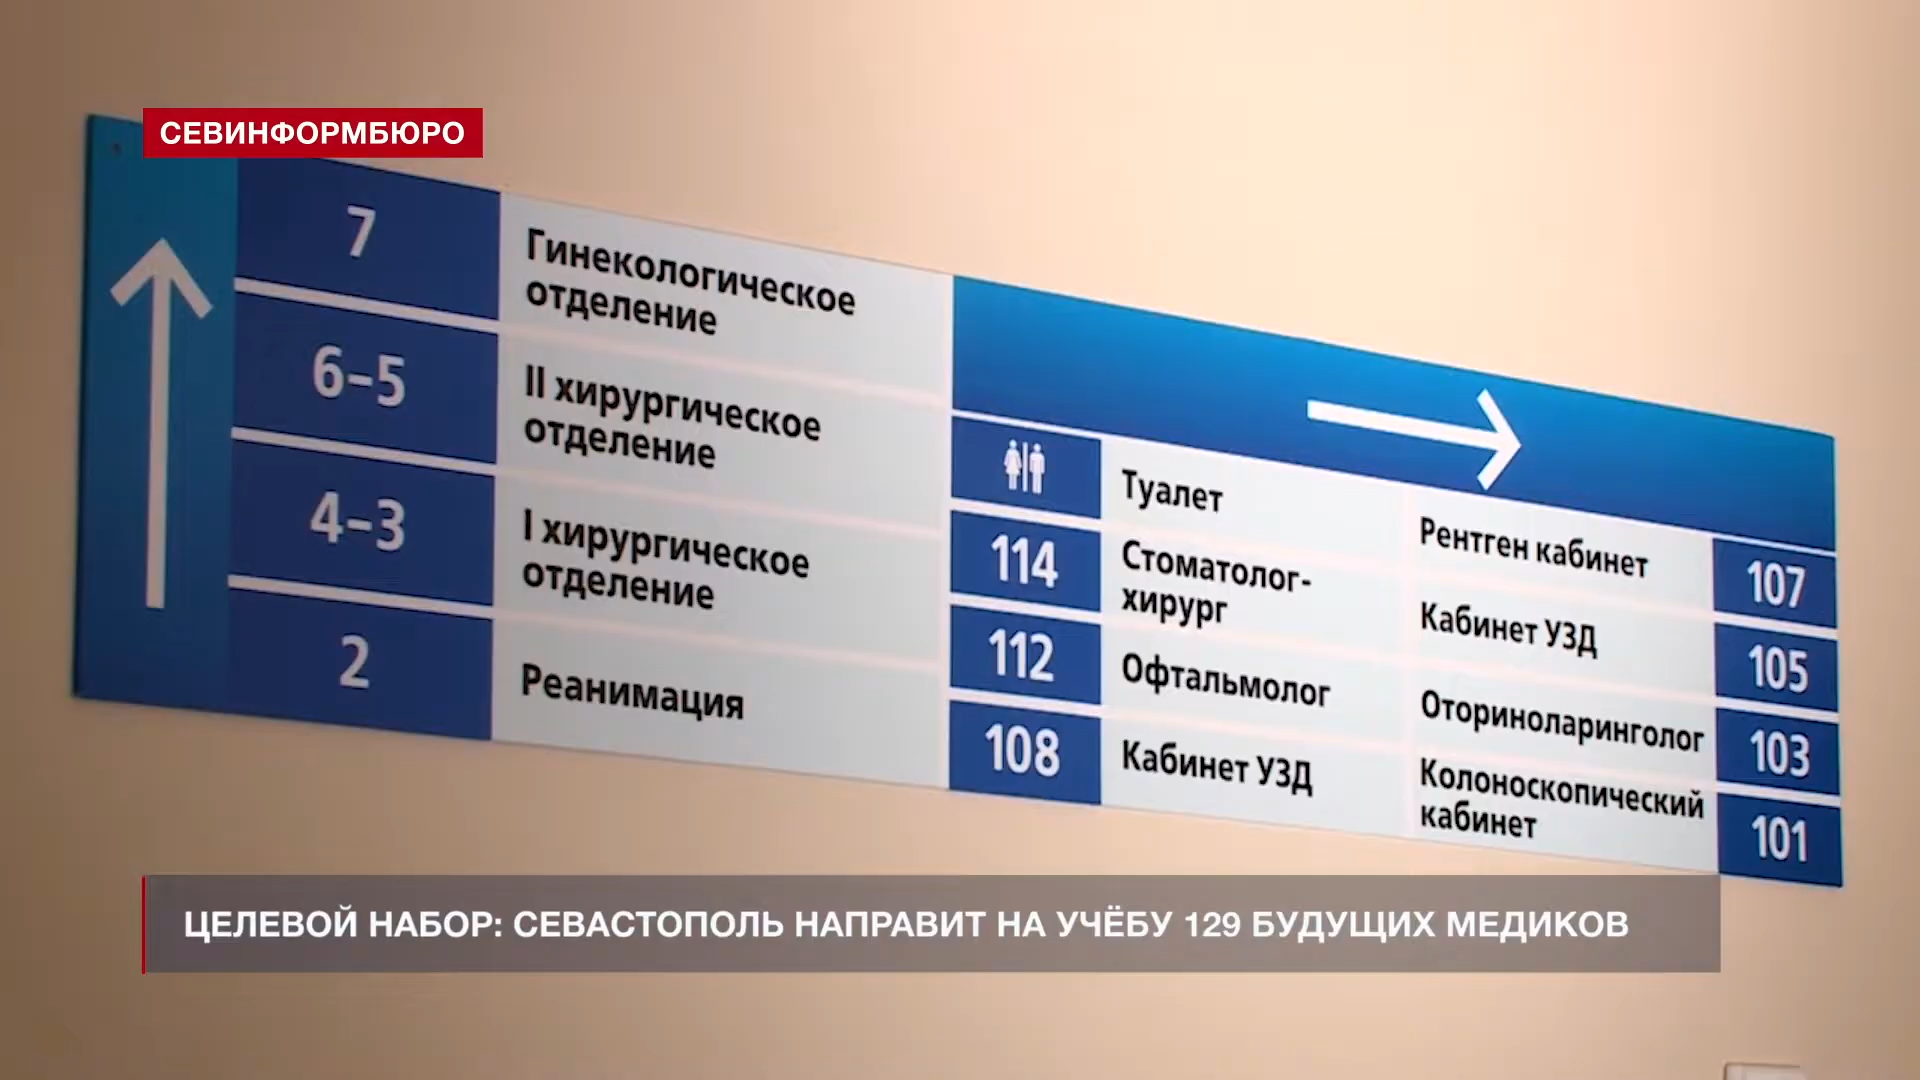 СЕВИНФОРМБЮРО
7
Гинекологическое
отделение
6–5
II хирургическое
отделение
4–3
I хирургическое
отделение
2
Реанимация
Туалет
114
Стоматолог-
хирург
112
Офтальмолог
108
Кабинет УЗД
Рентген кабинет
107
Кабинет УЗД
105
Оториноларинголог
103
Колоноскопический
кабинет
101
ЦЕЛЕВОЙ НАБОР: СЕВАСТОПОЛЬ НАПРАВИТ НА УЧЁБУ 129 БУДУЩИХ МЕДИКОВ